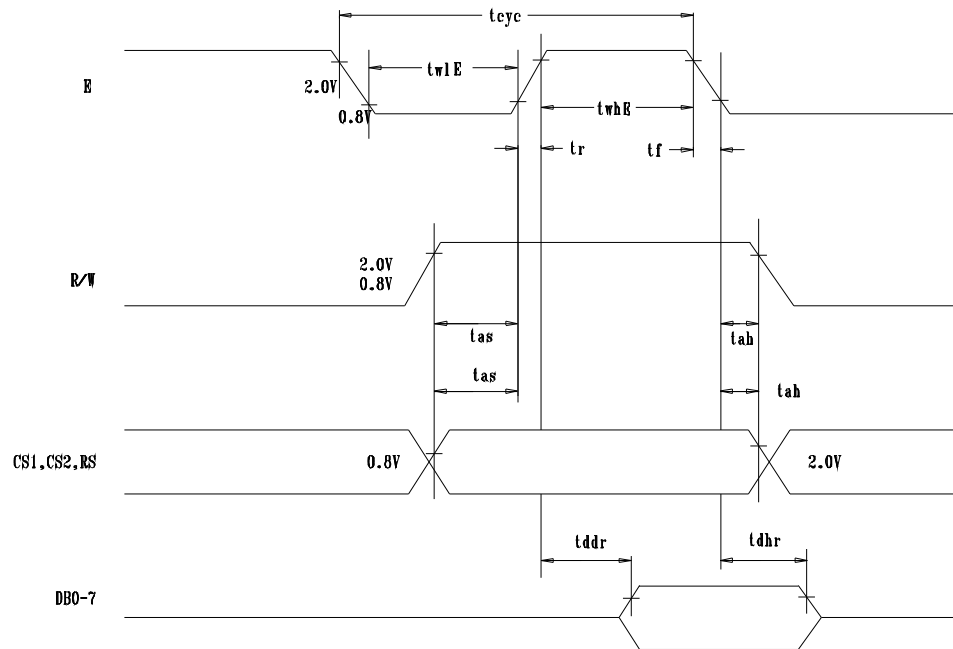 tcyc
E
twlE
2.0V
0.8V
twhE
tr
tf
R/W
2.0V
0.8V
tas
tah
tas
tah
CS1,CS2,RS
0.8V
2.0V
tddr
tdhr
DB0-7